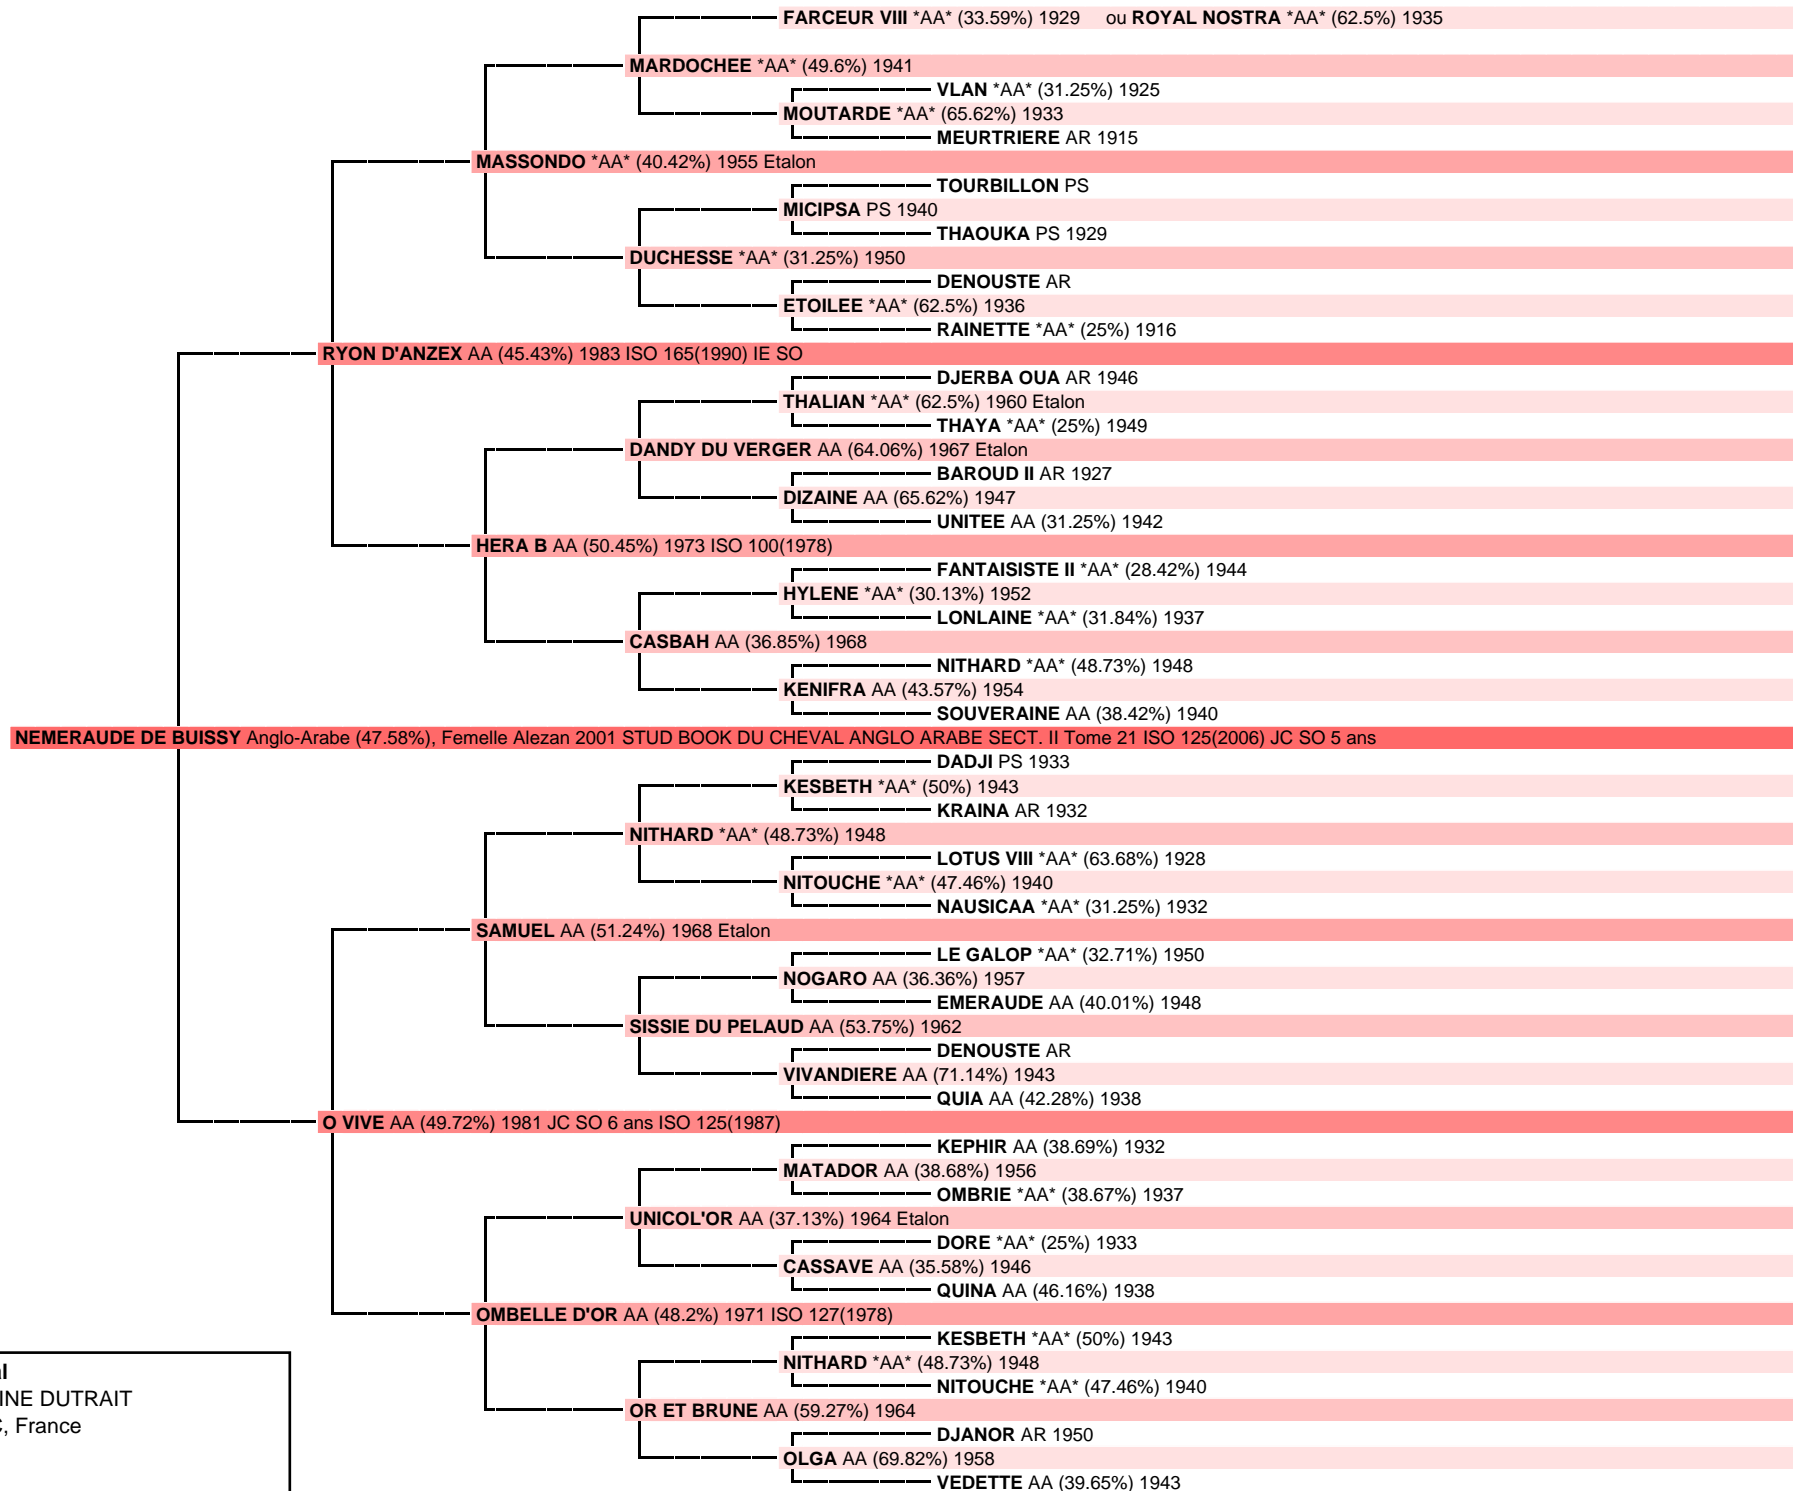 FARCEUR VIII *AA* (33.59%) 1929 ou ROYAL NOSTRA *AA* (62.5%) 1935
MARDOCHEE *AA* (49.6%) 1941
VLAN *AA* (31.25%) 1925
MOUTARDE *AA* (65.62%) 1933
MEURTRIERE AR 1915
MASSONDO *AA* (40.42%) 1955 Etalon
TOURBILLON PS
MICIPSA PS 1940
THAOUKA PS 1929
DUCHESSE *AA* (31.25%) 1950
DENOUSTE AR
ETOILEE *AA* (62.5%) 1936
RAINETTE *AA* (25%) 1916
RYON D'ANZEX AA (45.43%) 1983 ISO 165(1990) IE SO
DJERBA OUA AR 1946
THALIAN *AA* (62.5%) 1960 Etalon
THAYA *AA* (25%) 1949
DANDY DU VERGER AA (64.06%) 1967 Etalon
BAROUD II AR 1927
DIZAINE AA (65.62%) 1947
UNITEE AA (31.25%) 1942
HERA B AA (50.45%) 1973 ISO 100(1978)
FANTAISISTE II *AA* (28.42%) 1944
HYLENE *AA* (30.13%) 1952
LONLAINE *AA* (31.84%) 1937
CASBAH AA (36.85%) 1968
NITHARD *AA* (48.73%) 1948
KENIFRA AA (43.57%) 1954
SOUVERAINE AA (38.42%) 1940
NEMERAUDE DE BUISSY Anglo-Arabe (47.58%), Femelle Alezan 2001 STUD BOOK DU CHEVAL ANGLO ARABE SECT. II Tome 21 ISO 125(2006) JC SO 5 ans
DADJI PS 1933
KESBETH *AA* (50%) 1943
KRAINA AR 1932
NITHARD *AA* (48.73%) 1948
LOTUS VIII *AA* (63.68%) 1928
NITOUCHE *AA* (47.46%) 1940
NAUSICAA *AA* (31.25%) 1932
SAMUEL AA (51.24%) 1968 Etalon
LE GALOP *AA* (32.71%) 1950
NOGARO AA (36.36%) 1957
EMERAUDE AA (40.01%) 1948
SISSIE DU PELAUD AA (53.75%) 1962
DENOUSTE AR
VIVANDIERE AA (71.14%) 1943
QUIA AA (42.28%) 1938
O VIVE AA (49.72%) 1981 JC SO 6 ans ISO 125(1987)
KEPHIR AA (38.69%) 1932
MATADOR AA (38.68%) 1956
OMBRIE *AA* (38.67%) 1937
UNICOL'OR AA (37.13%) 1964 Etalon
DORE *AA* (25%) 1933
CASSAVE AA (35.58%) 1946
QUINA AA (46.16%) 1938
OMBELLE D'OR AA (48.2%) 1971 ISO 127(1978)
KESBETH *AA* (50%) 1943
NITHARD *AA* (48.73%) 1948
NITOUCHE *AA* (47.46%) 1940
OR ET BRUNE AA (59.27%) 1964
DJANOR AR 1950
OLGA AA (69.82%) 1958
VEDETTE AA (39.65%) 1943
INE DUTRAIT
, France